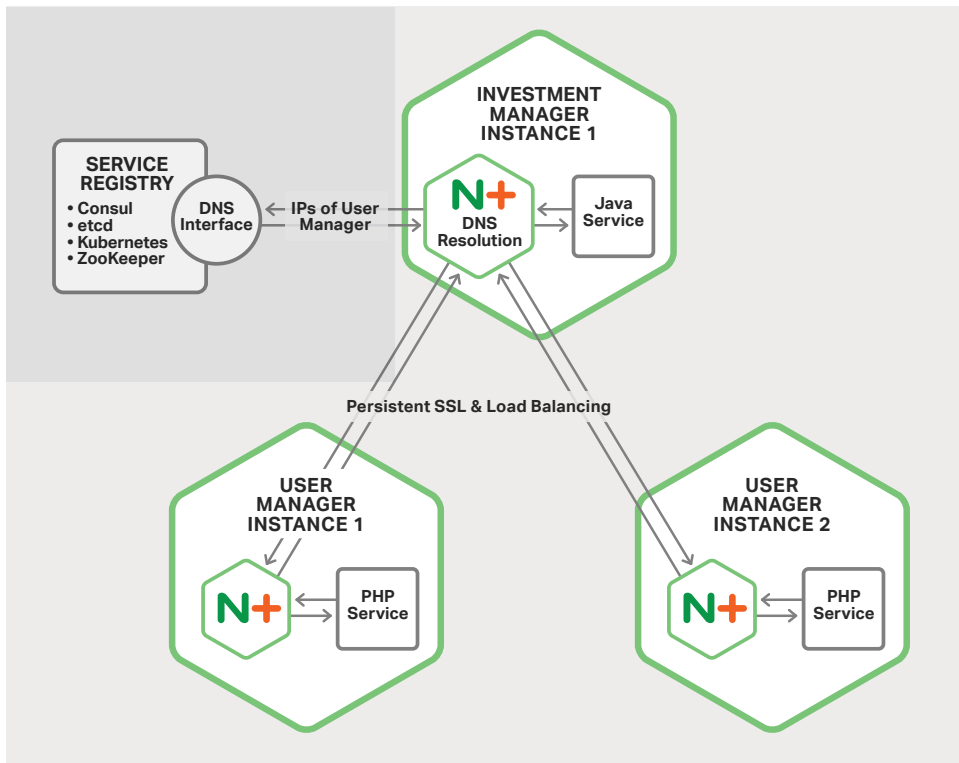 INVESTMENT
MANAGER
INSTANCE 1
SERVICE
REGISTRY
• Consul
• etcd
• Kubernetes
• ZooKeeper
DNS
Interface
IPs of User
Manager
N+
DNS
Resolution
Java
Service
Persistent SSL & Load Balancing
USER
MANAGER
INSTANCE 1
N+
PHP
Service
USER
MANAGER
INSTANCE 2
N+
PHP
Service